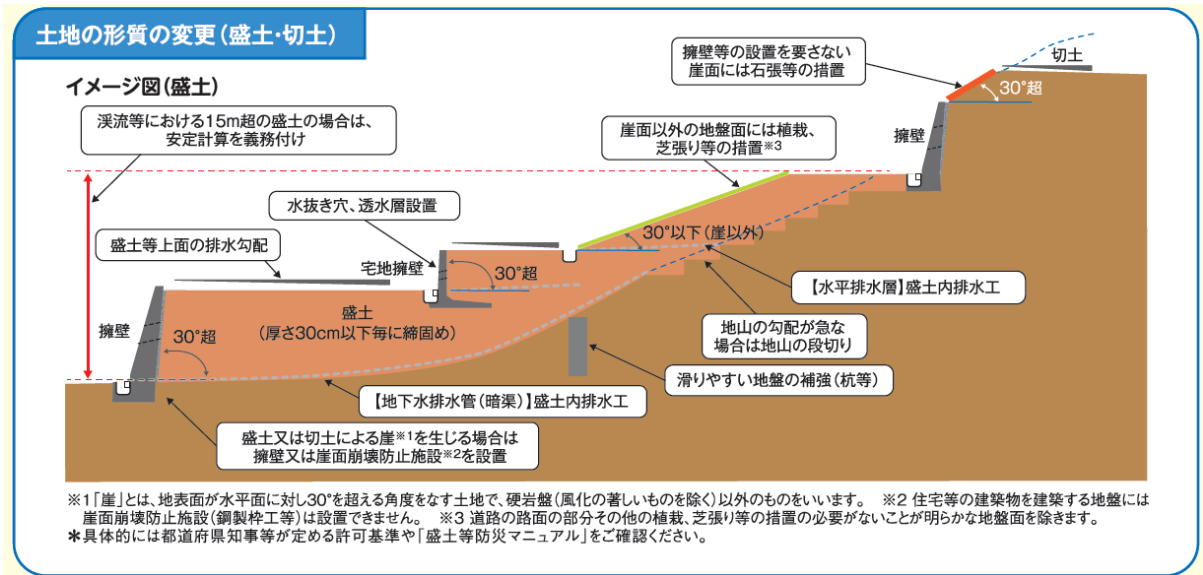 土地の形質の変更(盛土・切土)
イメージ図(盛土)
渓流等における15m超の盛土の場合は、
安定計算を義務付け
擁壁等の設置を要さない
崖面には石張等の措置
切土
30°超
擁壁
崖面以外の地盤面には植栽、
芝張り等の措置※3
水抜き穴、透水層設置
盛土等上面の排水勾配
宅地擁壁
30°超
30°以下(崖以外)
【水平排水層】盛土内排水工
擁壁
30°超
盛土
(厚さ30cm以下毎に締固め)
地山の勾配が急な
場合は地山の段切り
滑りやすい地盤の補強(杭等)
【地下水排水管(暗渠)】盛土内排水工
盛土又は切土による崖※1を生じる場合は
擁壁又は崖面崩壊防止施設※2を設置
※1「崖」とは、地表面が水平面に対し30°を超える角度をなす土地で、硬岩盤(風化の著しいものを除く)以外のものをいいます。 ※2 住宅等の建築物を建築する地盤には
崖面崩壊防止施設(鋼製枠工等)は設置できません。 ※3 道路の路面の部分その他の植栽、芝張り等の措置の必要がないことが明らかな地盤面を除きます。
＊具体的には都道府県知事等が定める許可基準や「盛土等防災マニュアル」をご確認ください。